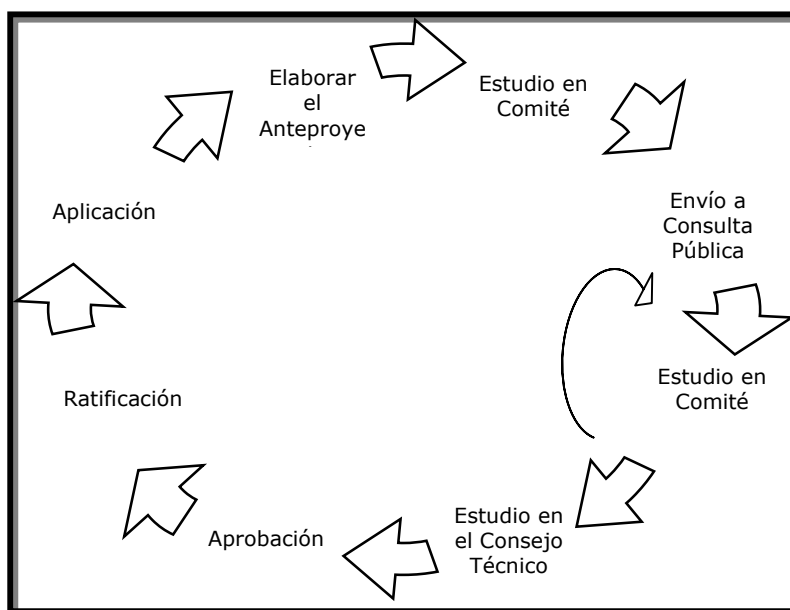 Elaborar
el
Anteproye
Estudio en
Comité
Envío a
Consulta
Pública
Estudio en
Comité
Estudio en
el Consejo
Técnico
Aprobación
Ratificación
Aplicación